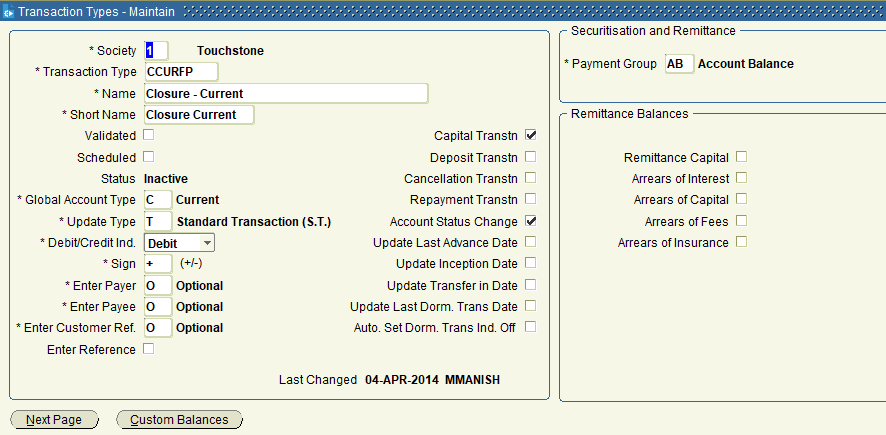 Transaction Types - Maintain
* Society 1 Touchstone
* Transaction Type CCURFP
* Name Closure - Current
* Short Name Closure Current
Validated
Scheduled
Status Inactive
* Global Account Type C Current
* Update Type T Standard Transaction (S.T.)
* Debit/Credit Ind. Debit
* Sign + (+/-)
* Enter Payer O Optional
* Enter Payee O Optional
* Enter Customer Ref. O Optional
Enter Reference
Capital Transtn
Deposit Transtn
Cancellation Transtn
Repayment Transtn
Account Status Change
Update Last Advance Date
Update Inception Date
Update Transfer in Date
Update Last Dorm. Trans Date
Auto. Set Dorm. Trans Ind. Off
Last Changed 04-APR-2014 MMANISH
Securitisation and Remittance
* Payment Group AB Account Balance
Remittance Balances
Remittance Capital
Arrears of Interest
Arrears of Capital
Arrears of Fees
Arrears of Insurance
Next Page Custom Balances